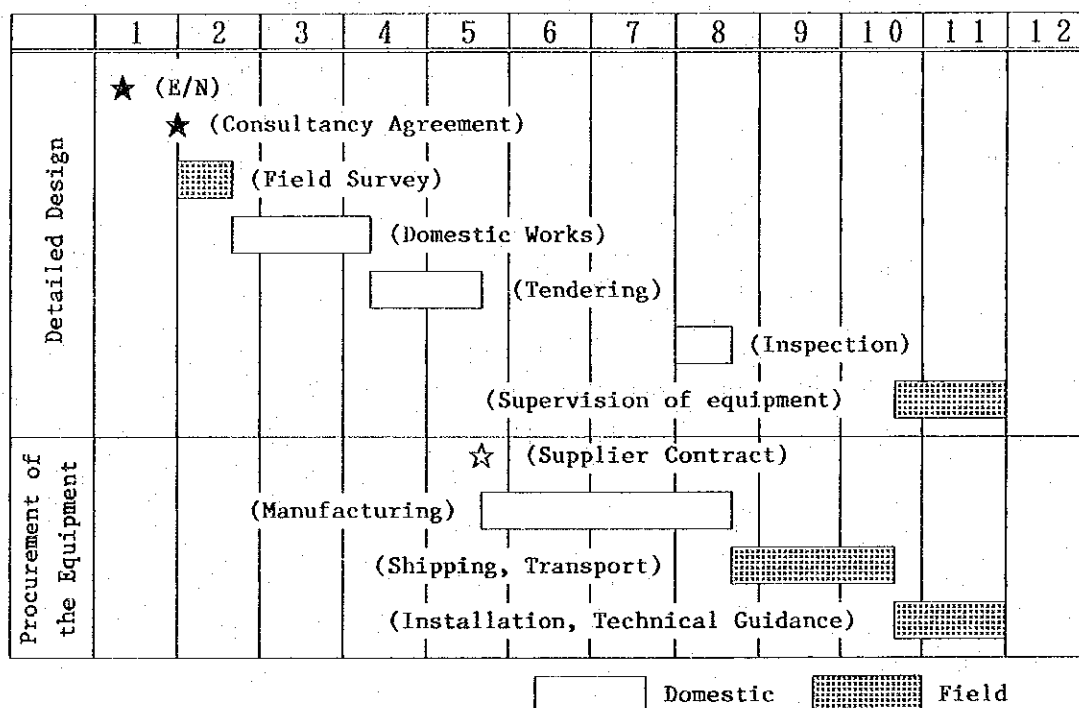 1 2 3 4 5 6 7 8 9 10 11 12
Detailed Design
★ (E/N)
★ (Consultancy Agreement)
(Field Survey)
(Domestic Works)
(Tendering)
(Inspection)
(Supervision of equipment)
Procurement of
the Equipment
☆ (Supplier Contract)
(Manufacturing)
(Shipping, Transport)
(Installation, Technical Guidance)
Domestic Field